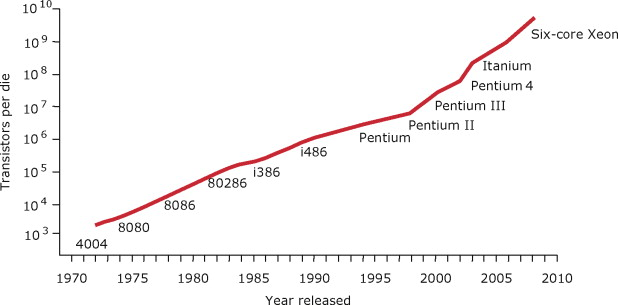 10^10
10^9
10^8
10^7
10^6
10^5
10^4
10^3
Transistors per die
Six-core Xeon
Itanium
Pentium 4
Pentium III
Pentium II
Pentium
i486
i386
80286
8086
8080
4004
1970 1975 1980 1985 1990 1995 2000 2005 2010
Year released